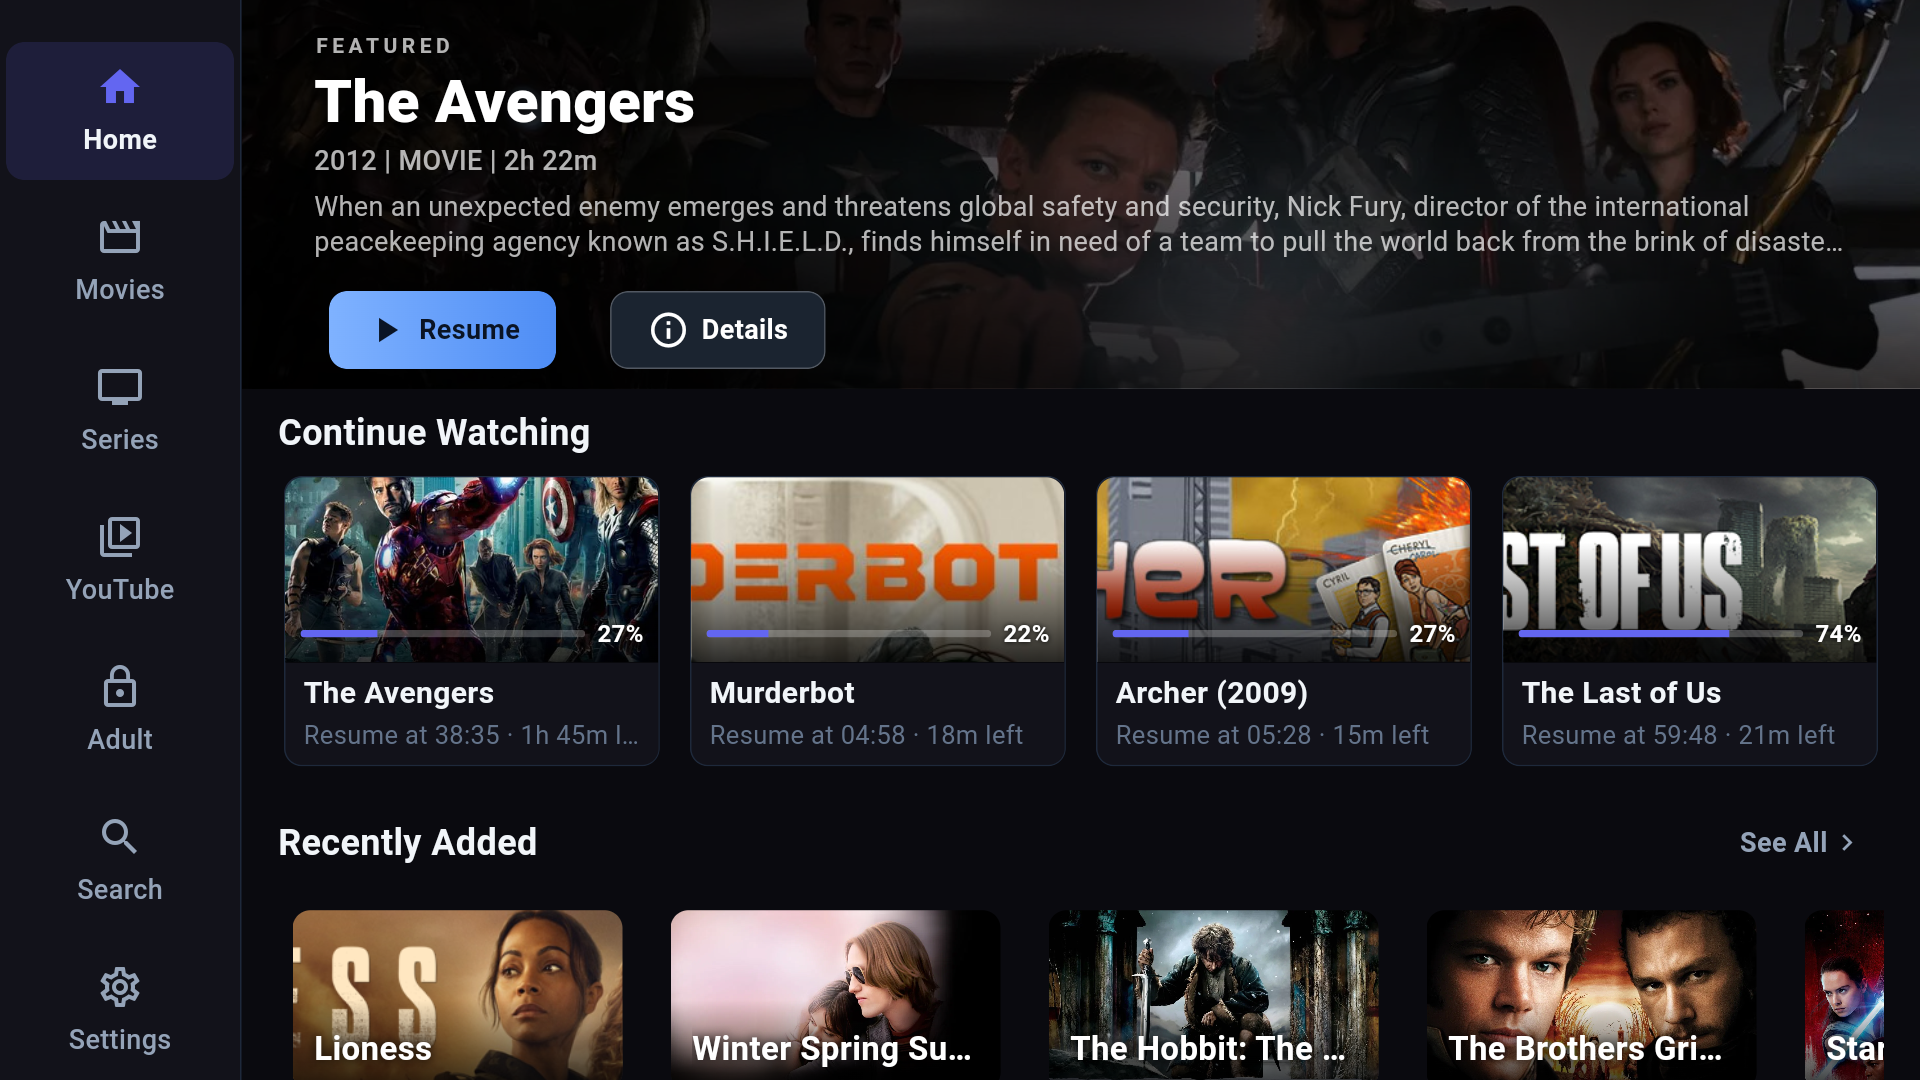 Home
Movies
Series
YouTube
Adult
Search
Settings
FEATURED
The Avengers
2012 | MOVIE | 2h 22m
When an unexpected enemy emerges and threatens global safety and security, Nick Fury, director of the international
peacekeeping agency known as S.H.I.E.L.D., finds himself in need of a team to pull the world back from the brink of disaste...
Resume
Details
Continue Watching
27%
The Avengers
Resume at 38:35 · 1h 45m l...
DERBOT
22%
Murderbot
Resume at 04:58 · 18m left
HER
CHERYL
CAROL
CYRIL
27%
Archer (2009)
Resume at 05:28 · 15m left
ST OF US
74%
The Last of Us
Resume at 59:48 · 21m left
Recently Added
See All
SS
Lioness
Winter Spring Su...
The Hobbit: The ...
The Brothers Gri...
Star